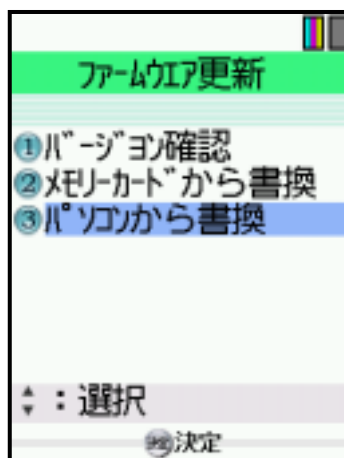 ﾌｧｰﾑｳｴｱ更新
①ﾊﾞｰｼﾞｮﾝ確認
②ﾒﾓﾘｰｶｰﾄﾞから書換
③ﾊﾟｿｺﾝから書換
：選択
決定